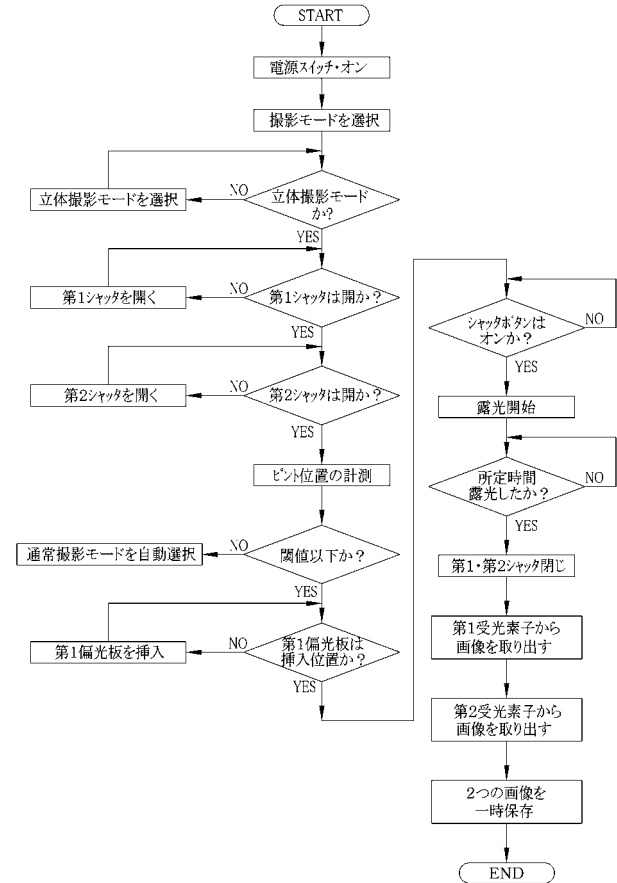 START
電源スイッチ・オン
撮影モードを選択
立体撮影モードを選択
NO
立体撮影モード
か?
YES
第1シャッタを開く
NO
第1シャッタは開か?
YES
第2シャッタを開く
NO
第2シャッタは開か?
YES
ピント位置の計測
通常撮影モードを自動選択
NO
閾値以下か?
YES
第1偏光板を挿入
NO
第1偏光板は
挿入位置か?
YES
シャッタボタンは
オンか?
NO
YES
露光開始
所定時間
露光したか?
NO
YES
第1・第2シャッタ閉じ
第1受光素子から
画像を取り出す
第2受光素子から
画像を取り出す
2つの画像を
一時保存
END